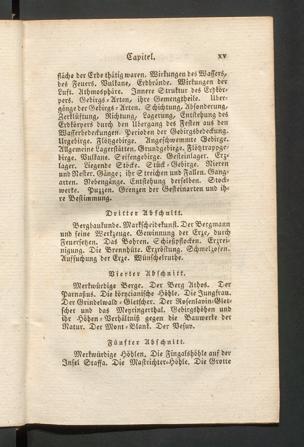 Capitel. XV
fläche der Erde thätig waren. Wirkungen des Wassers,
des Feuers. Vulkane, Erdbrände. Wirkungen der
Luft. Athmosphäre. Innere Struktur des Erdkör-
pers. Gebirgs-Arten, ihre Gemengtheile. Über-
gänge der Gebirgs-Arten. Schichtung, Absonderung,
Zerklüftung, Richtung, Lagerung, Entstehung des
Erdkörpers durch den Übergang des Festen aus den
Wasserbedeckungen. Perioden der Gebirgsbedeckung.
Urgebirge. Flötzgebirge. Angeschwemmte Gebirge.
Allgemeine Lagerstätten. Grundgebirge. Flötztrappge-
birge. Vulkane. Seifengebirge. Gesteinlager. Erz-
lager. Liegende Stöcke. Stück-Gebirge. Nieren
und Nester. Gänge; ihr Streichen und Fallen. Gang-
arten. Nebengänge. Entstehung derselben. Stock-
werke. Putzen. Grenzen der Gesteinarten und ih-
re Bestimmung.
Dritter Abschnitt.
Bergbaukunde. Markscheidekunst. Der Bergmann
und seine Werkzeuge. Gewinnung der Erze, durch
Feuersetzen. Das Bohren. Schießpflocken. Erzrei-
nigung. Die Brennhütte. Erzröstung. Schmelzofen.
Aufsuchung der Erze. Wünschelruthe.
Vierter Abschnitt.
Merkwürdige Berge. Der Berg Athos. Der
Parnassus. Die korycianische Höhle. Die Jungfrau.
Der Grindelwald-Gletscher. Der Rosenlavin-Glet-
scher und das Meyringerthal. Gebirgshöhen und
ihr Höhen-Verhältniß gegen die Bauwerke der
Natur. Der Mont-Blank. Der Vesuv.
Fünfter Abschnitt.
Merkwürdige Höhlen. Die Fingalshöhle auf der
Insel Staffa. Die Mastrichter-Höhle. Die Grotte